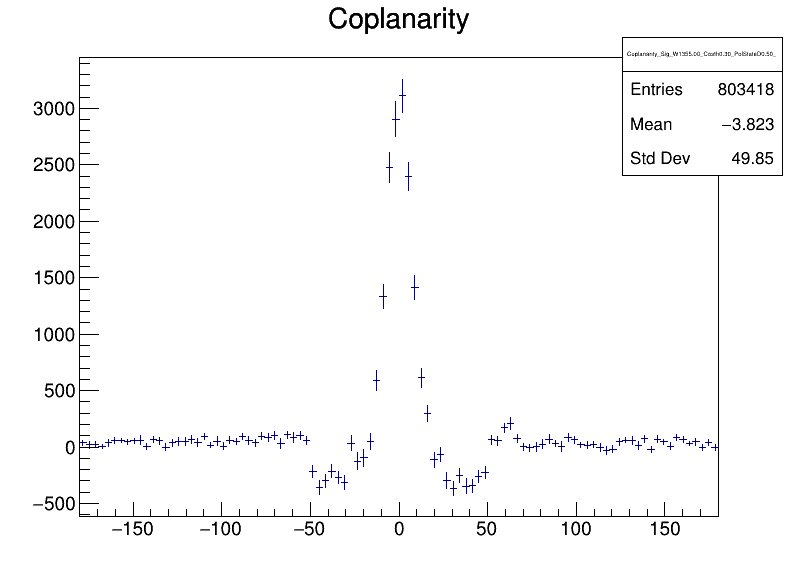 Coplanarity
Coplanarity_Sig_W1355.00_Costh0.30_PolStateD0.50_
Entries 803418
Mean −3.823
Std Dev 49.85
3000
2500
2000
1500
1000
500
0
−500
−150 −100 −50 0 50 100 150